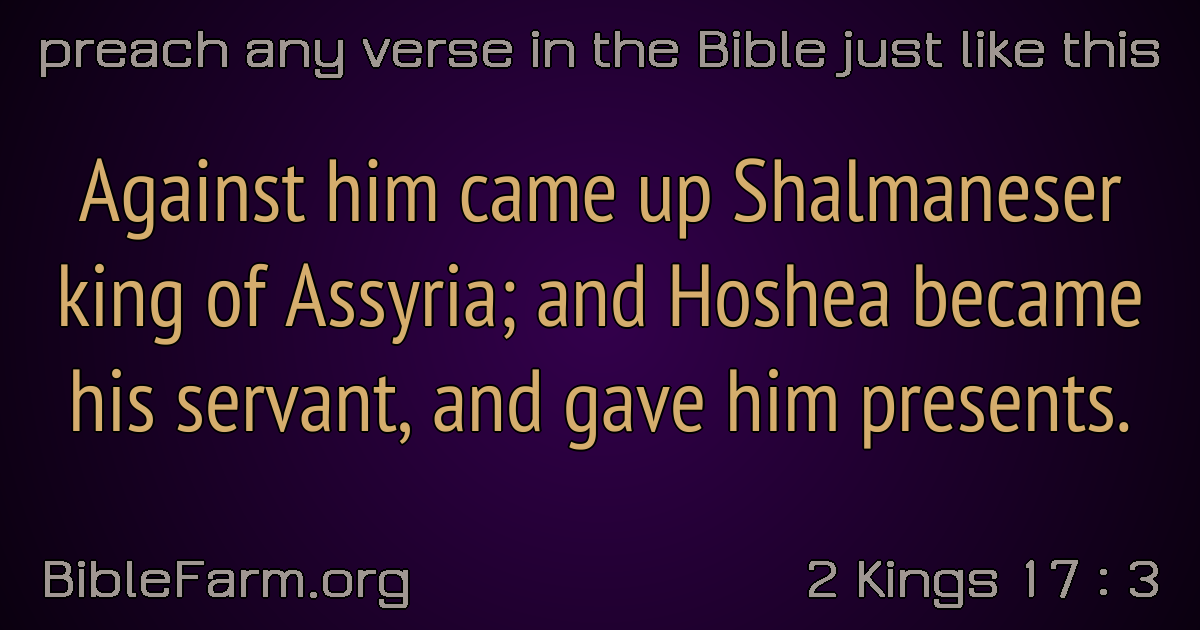 preach any verse in the Bible just like this
Against him came up Shalmaneser
king of Assyria; and Hoshea became
his servant, and gave him presents.
BibleFarm.org
2 Kings 17 : 3